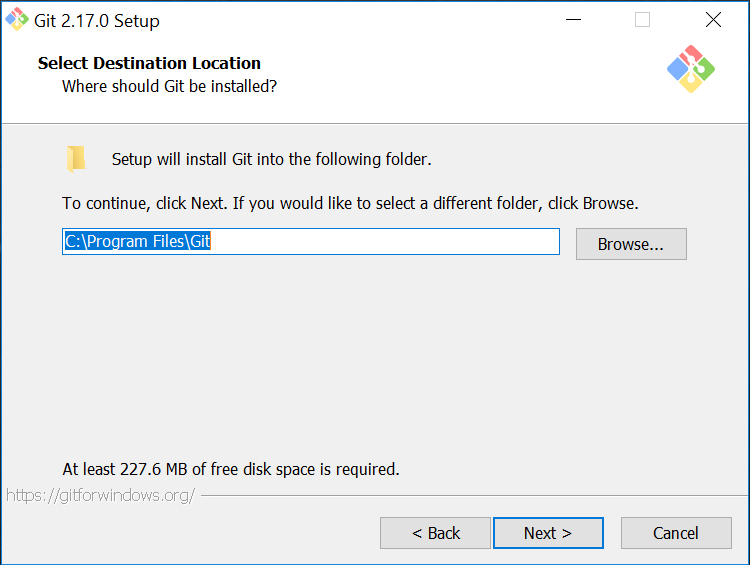 Git 2.17.0 Setup
Select Destination Location
Where should Git be installed?
Setup will install Git into the following folder.
To continue, click Next. If you would like to select a different folder, click Browse.
C:\Program Files\Git
Browse...
At least 227.6 MB of free disk space is required.
https://gitforwindows.org/
< Back
Next >
Cancel